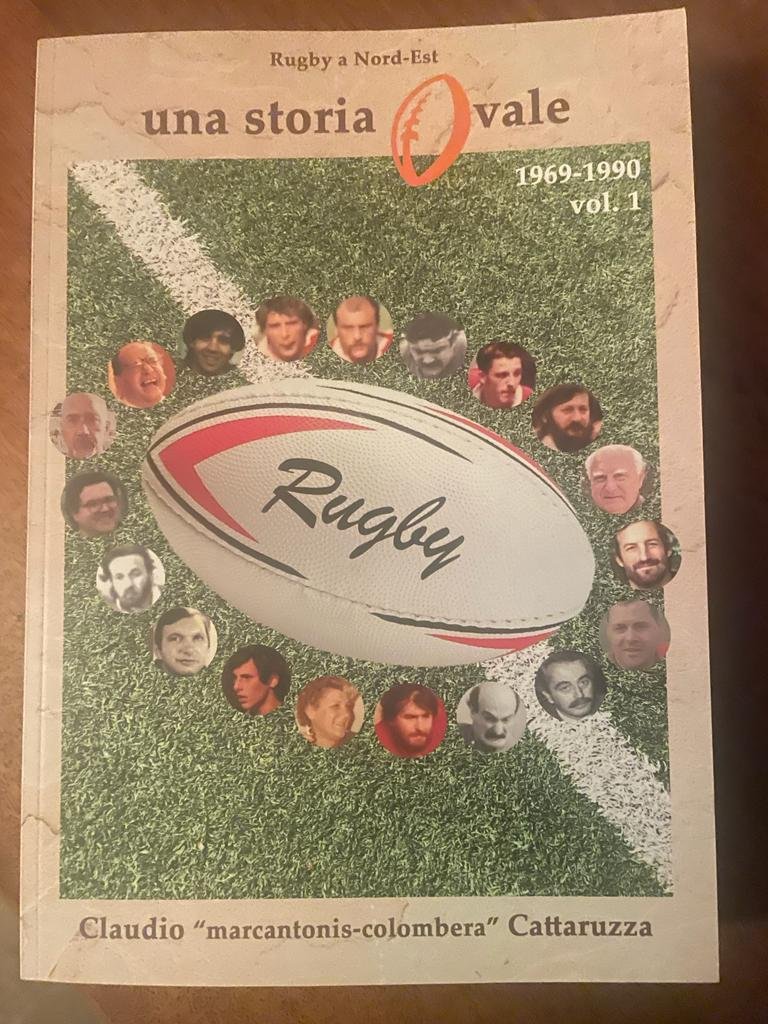 Rugby a Nord-Est
una storia Ovale
1969-1990
vol. 1
Rugby
Claudio "marcantonis-colombera" Cattaruzza